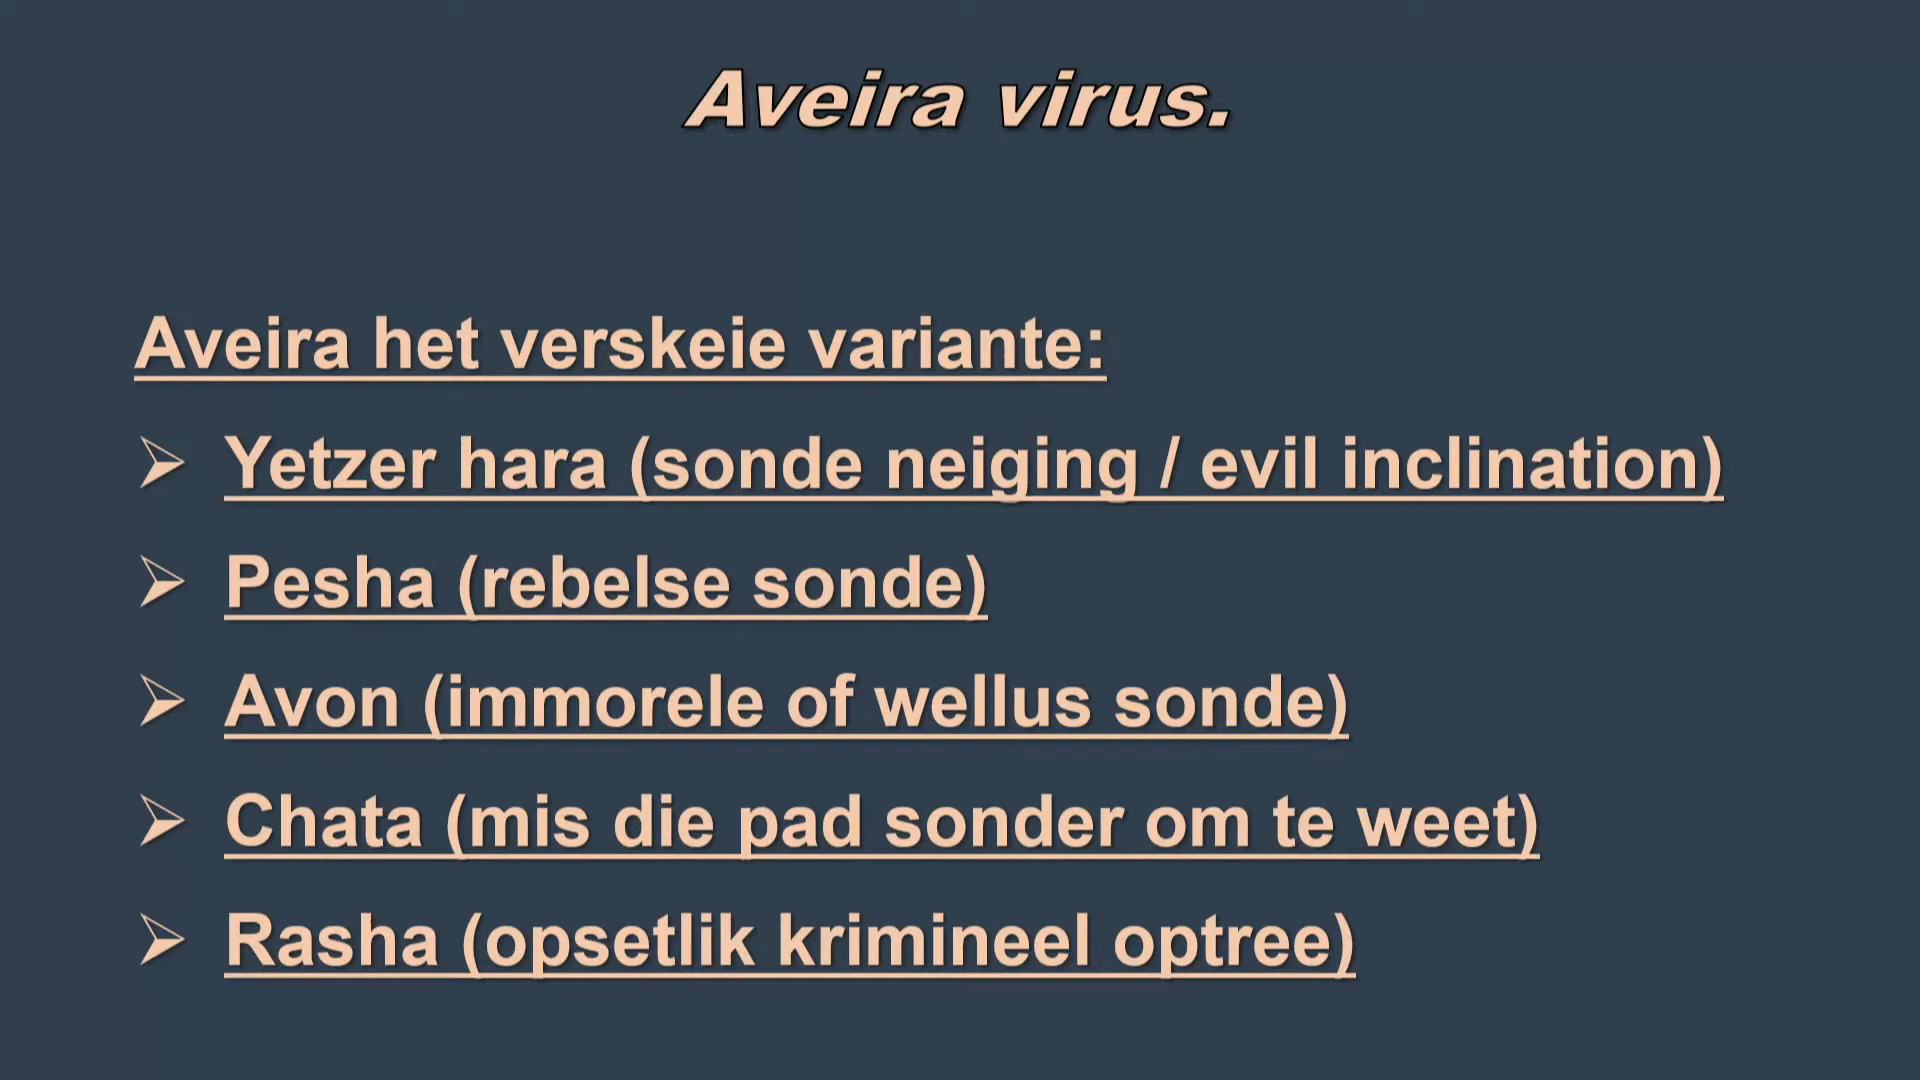 Aveira virus.
Aveira het verskeie variante:
➢ Yetzer hara (sonde neiging / evil inclination)
➢ Pesha (rebelse sonde)
➢ Avon (immorele of wellus sonde)
➢ Chata (mis die pad sonder om te weet)
➢ Rasha (opsetlik krimineel optree)